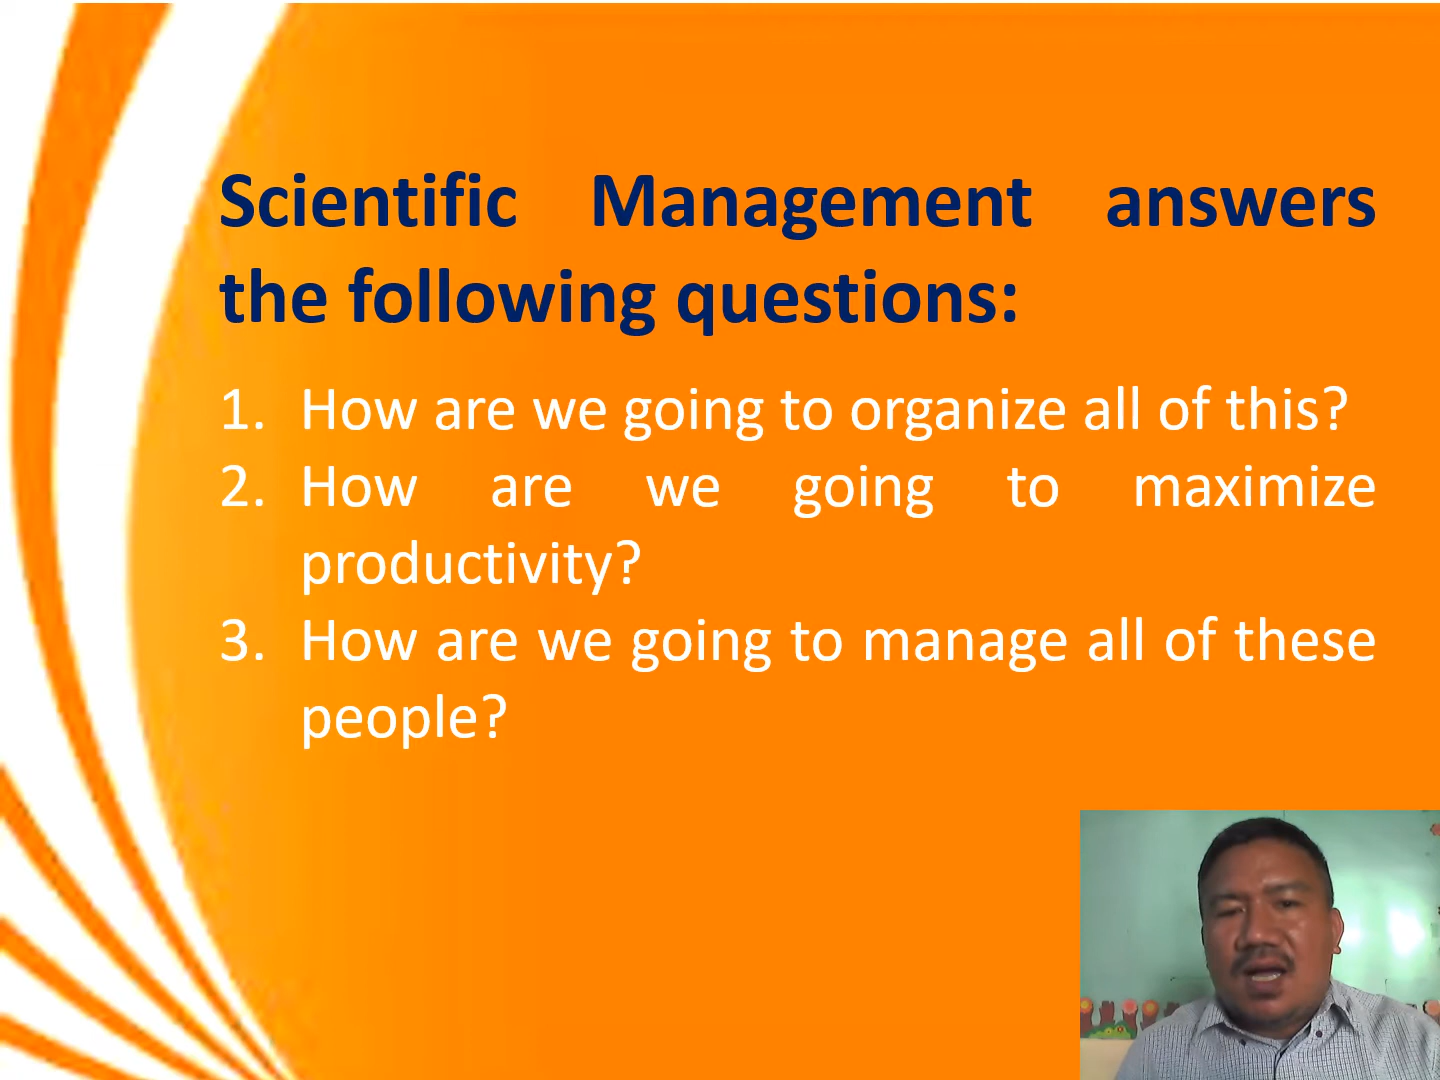 Scientific Management answers
the following questions:
1. How are we going to organize all of this?
2. How are we going to maximize
productivity?
3. How are we going to manage all of these
people?